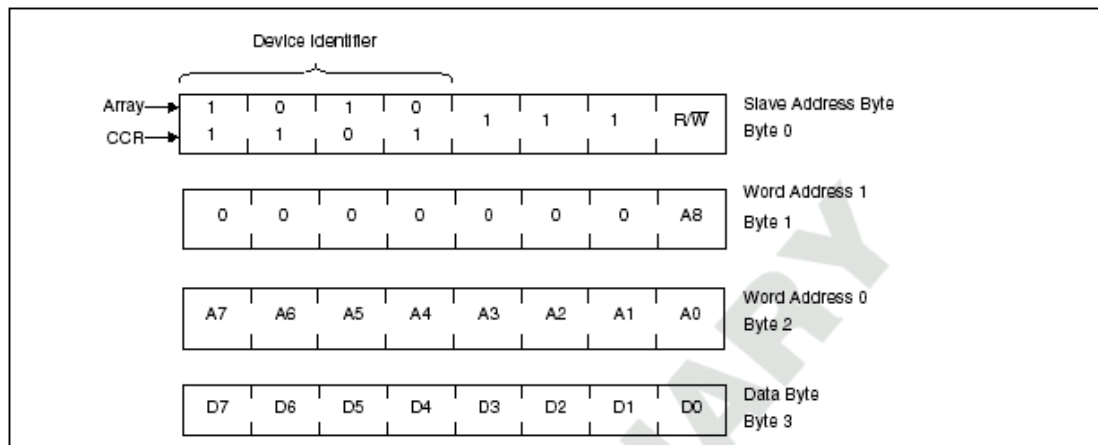 Device Identifier
Array 1 0 1 0 1 1 1 R/W̅ Slave Address Byte
CCR 1 1 0 1 Byte 0
0 0 0 0 0 0 0 A8 Word Address 1
Byte 1
A7 A6 A5 A4 A3 A2 A1 A0 Word Address 0
Byte 2
D7 D6 D5 D4 D3 D2 D1 D0 Data Byte
Byte 3